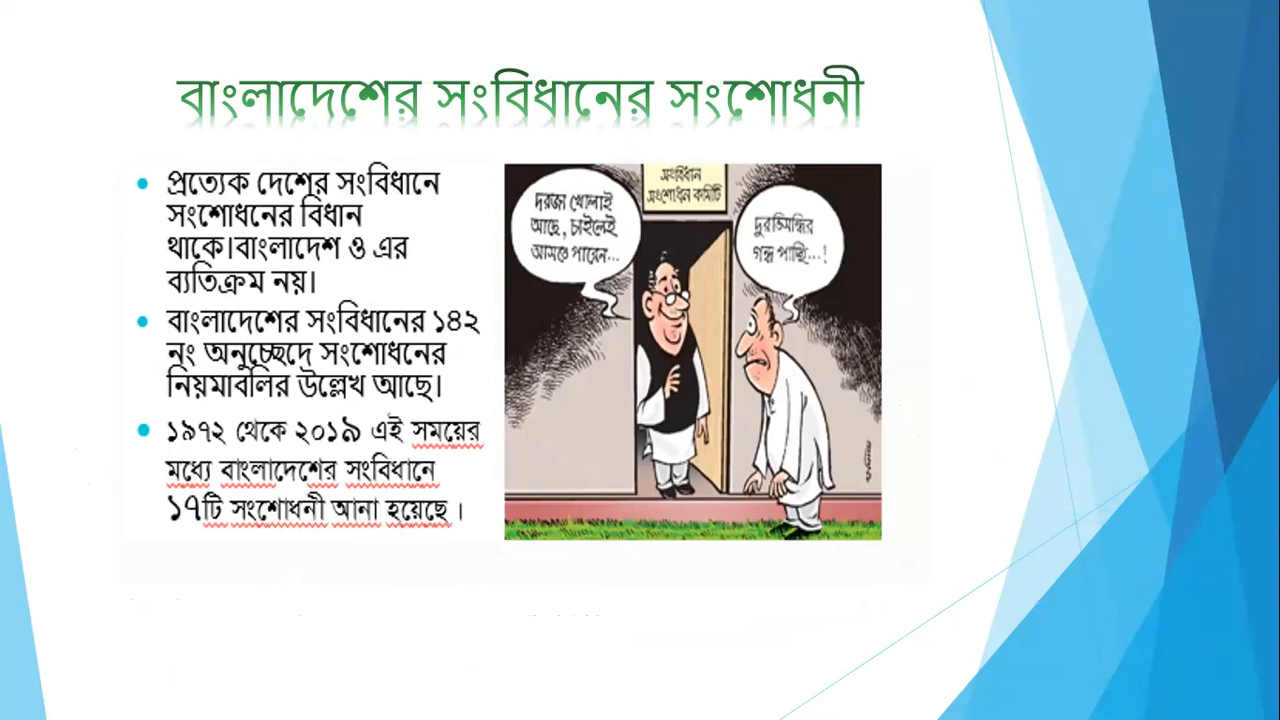 বাংলাদেশের সংবিধানের সংশোধনী
প্রত্যেক দেশের সংবিধানে
সংশোধনের বিধান
থাকে।বাংলাদেশ ও এর
ব্যতিক্রম নয়।
বাংলাদেশের সংবিধানের ১৪২
নং অনুচ্ছেদে সংশোধনের
নিয়মাবলির উল্লেখ আছে।
১৯৭২ থেকে ২০১৯ এই সময়ের
মধ্যে বাংলাদেশের সংবিধানে
১৭টি সংশোধনী আনা হয়েছে ।
সংবিধান
সংশোধন কমিটি
দরজা খোলাই
আছে, চাইলেই
আসতে পারেন...
দুরভিসন্ধির
গন্ধ পাচ্ছি...!